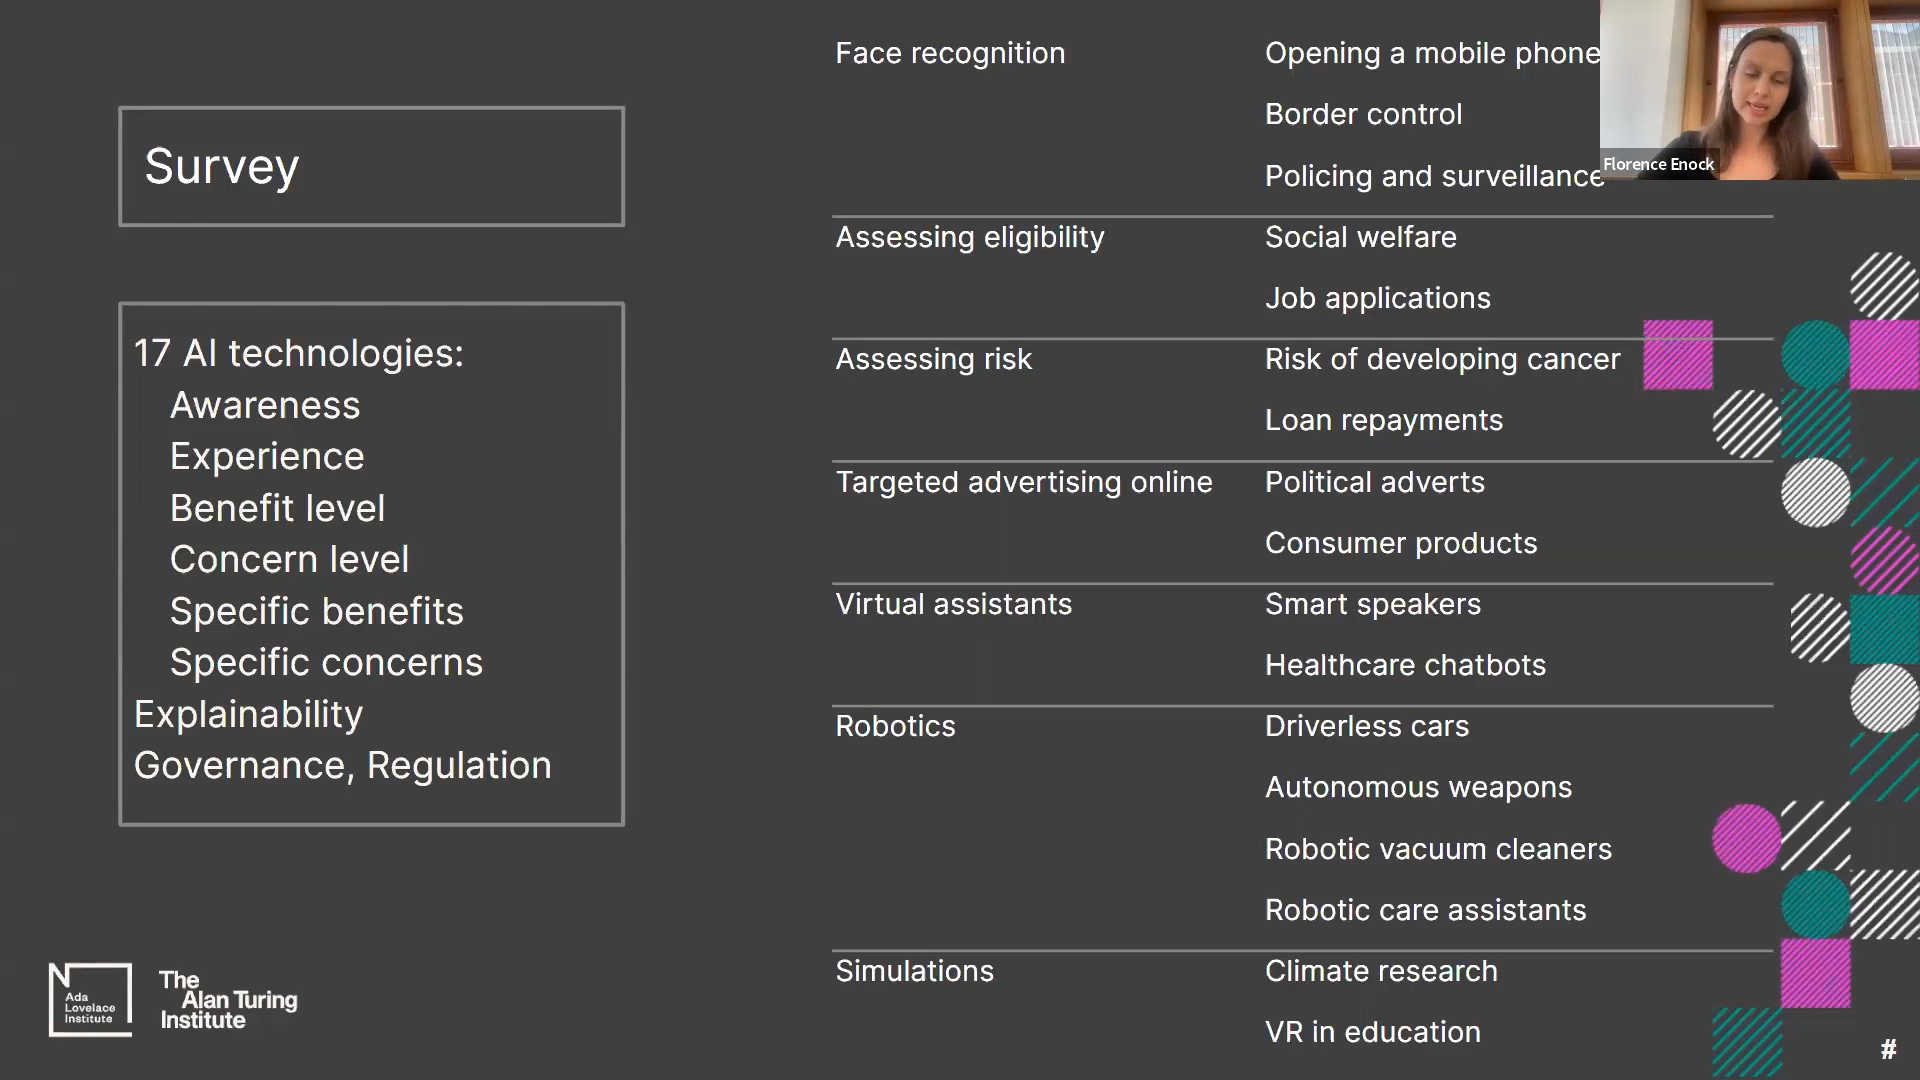 Survey
17 AI technologies:
Awareness
Experience
Benefit level
Concern level
Specific benefits
Specific concerns
Explainability
Governance, Regulation
Face recognition
Opening a mobile phone
Border control
Policing and surveillance
Assessing eligibility
Social welfare
Job applications
Assessing risk
Risk of developing cancer
Loan repayments
Targeted advertising online
Political adverts
Consumer products
Virtual assistants
Smart speakers
Healthcare chatbots
Robotics
Driverless cars
Autonomous weapons
Robotic vacuum cleaners
Robotic care assistants
Simulations
Climate research
VR in education
Florence Enock
Ada
Lovelace
Institute
The
Alan Turing
Institute
#